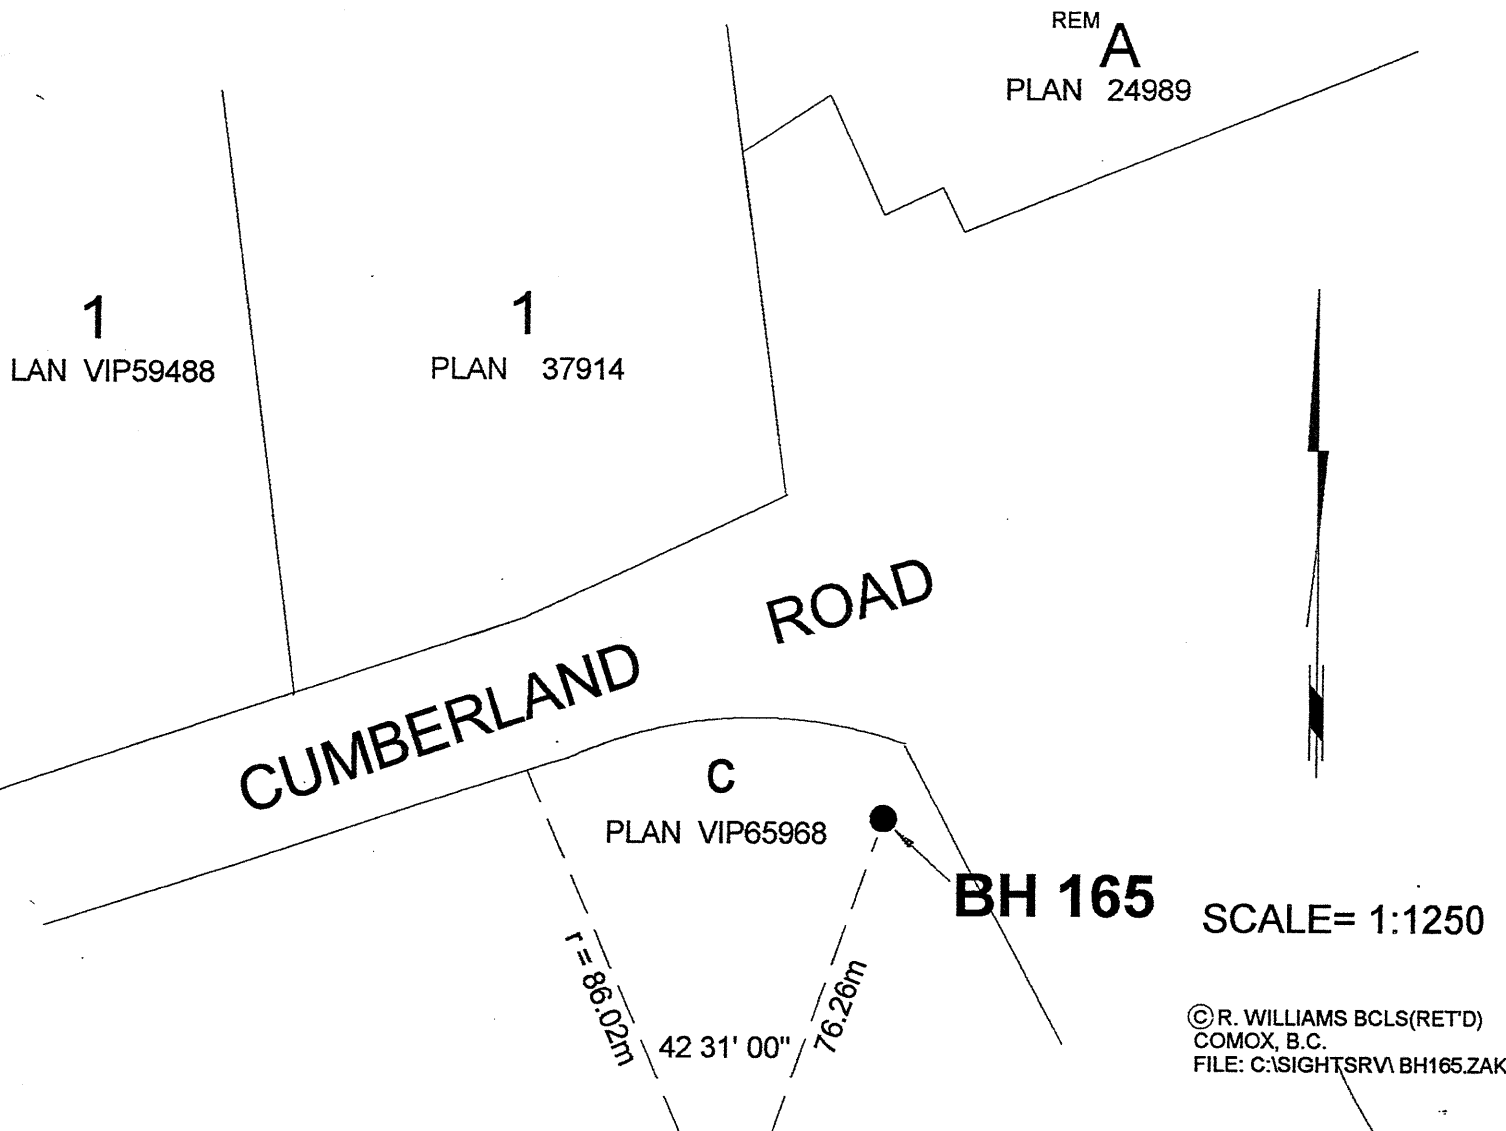 REM
A
PLAN 24989
1
LAN VIP59488
1
PLAN 37914
CUMBERLAND ROAD
C
PLAN VIP65968
BH 165
SCALE= 1:1250
r = 86.02m
42 31' 00"
76.26m
© R. WILLIAMS BCLS(RET'D)
COMOX, B.C.
FILE: C:\SIGHTSRV\ BH165.ZAK